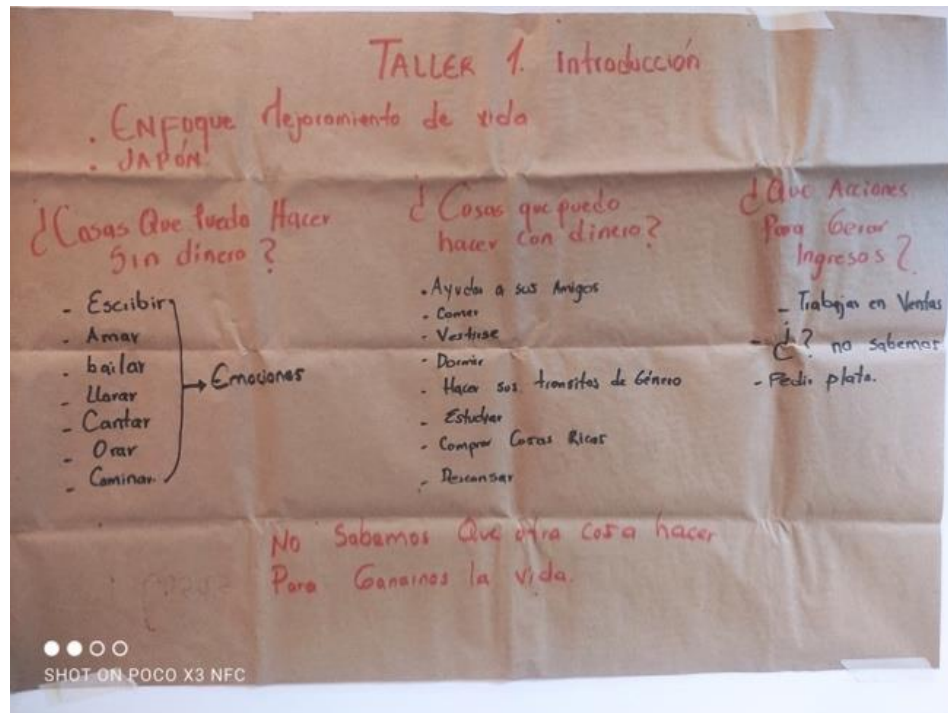 TALLER 1. Introducción
. ENFOQUE Mejoramiento de vida
. JAPÓN.
¿Cosas Que Puedo Hacer
Sin dinero?
- Escribir
- Amar
- bailar
- Llorar
- Cantar
- Orar
- Caminar.
→ Emociones
¿Cosas que puedo
hacer con dinero?
. Ayudar a sus Amigos
- Comer
- Vestirse
- Dormir
- Hacer sus transitos de Género
- Estudiar
- Comprar Cosas Ricas
- Descansar
¿Que Acciones
Para Gerar
Ingresos?
- Trabajar en Ventas
- ¿? no sabemos
- Pedir plata.
No Sabemos Que otra cosa hacer
Para Ganarnos la vida.
SHOT ON POCO X3 NFC